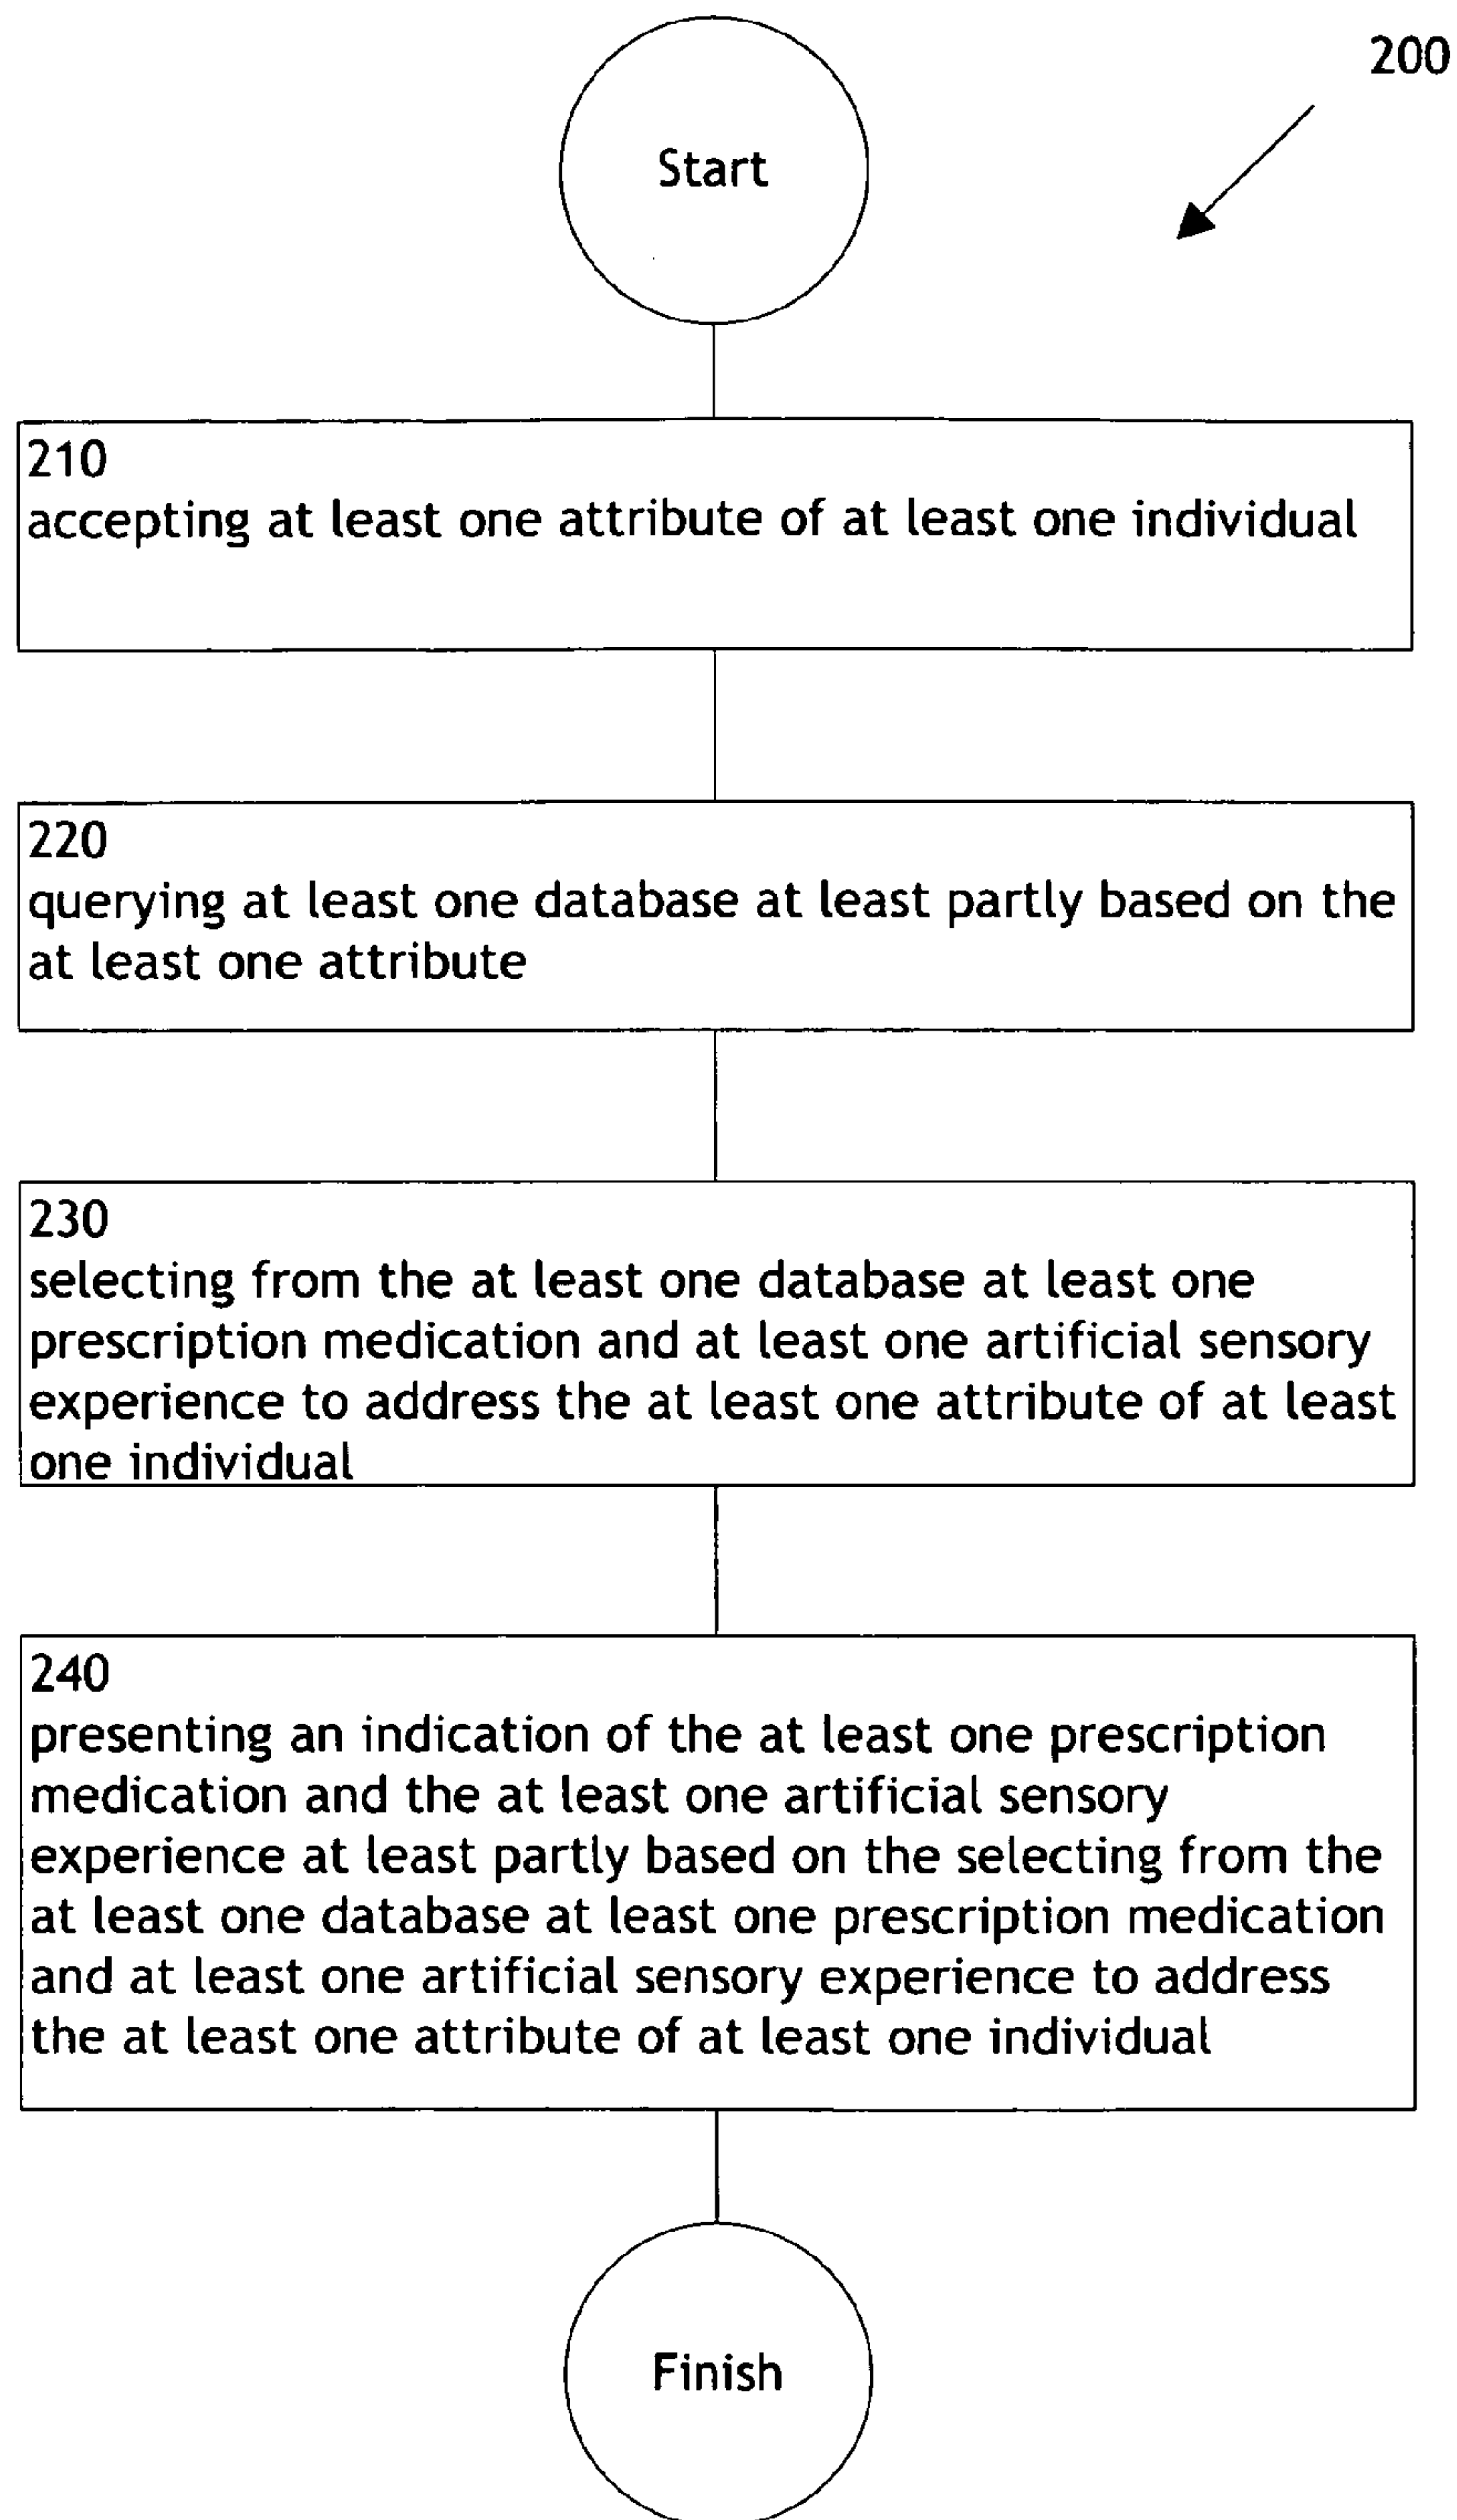 200
Start
210
accepting at least one attribute of at least one individual
220
querying at least one database at least partly based on the
at least one attribute
230
selecting from the at least one database at least one
prescription medication and at least one artificial sensory
experience to address the at least one attribute of at least
one individual
240
presenting an indication of the at least one prescription
medication and the at least one artificial sensory
experience at least partly based on the selecting from the
at least one database at least one prescription medication
and at least one artificial sensory experience to address
the at least one attribute of at least one individual
Finish